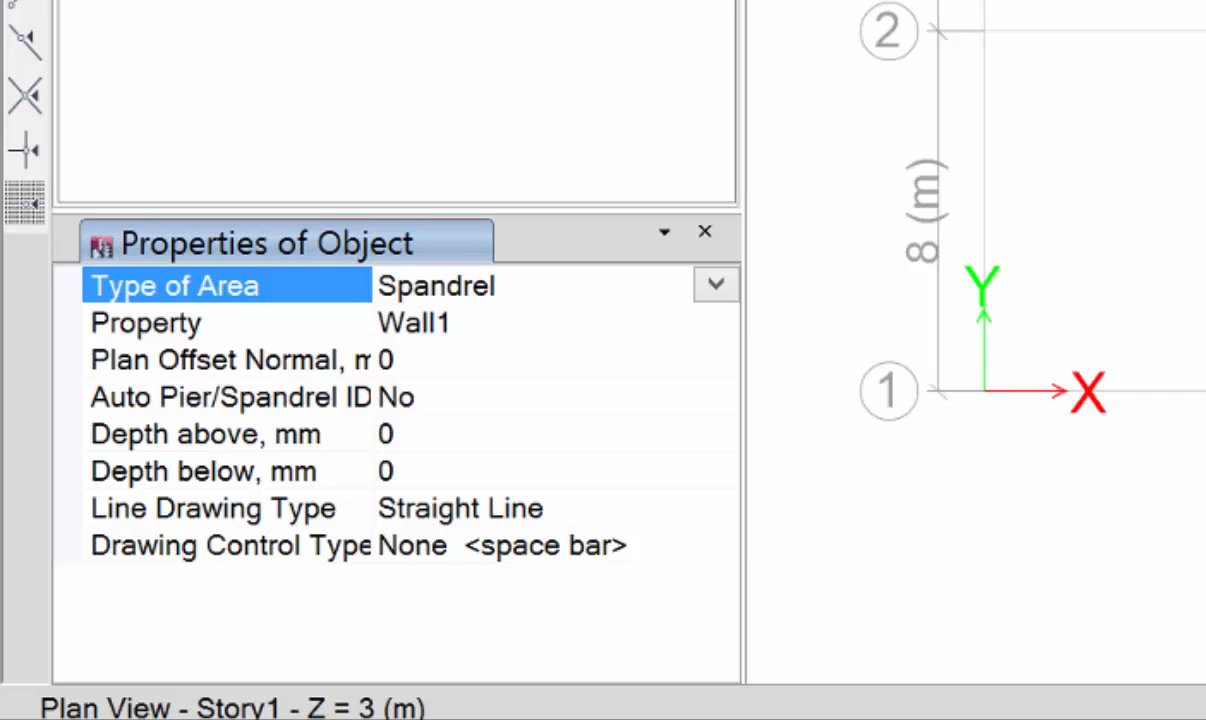 2
8 (m)
Properties of Object
Type of Area Spandrel
Property Wall1
Plan Offset Normal, m 0
Auto Pier/Spandrel ID No
Depth above, mm 0
Depth below, mm 0
Line Drawing Type Straight Line
Drawing Control Type None <space bar>
Y
1
X
Plan View - Story1 - Z = 3 (m)